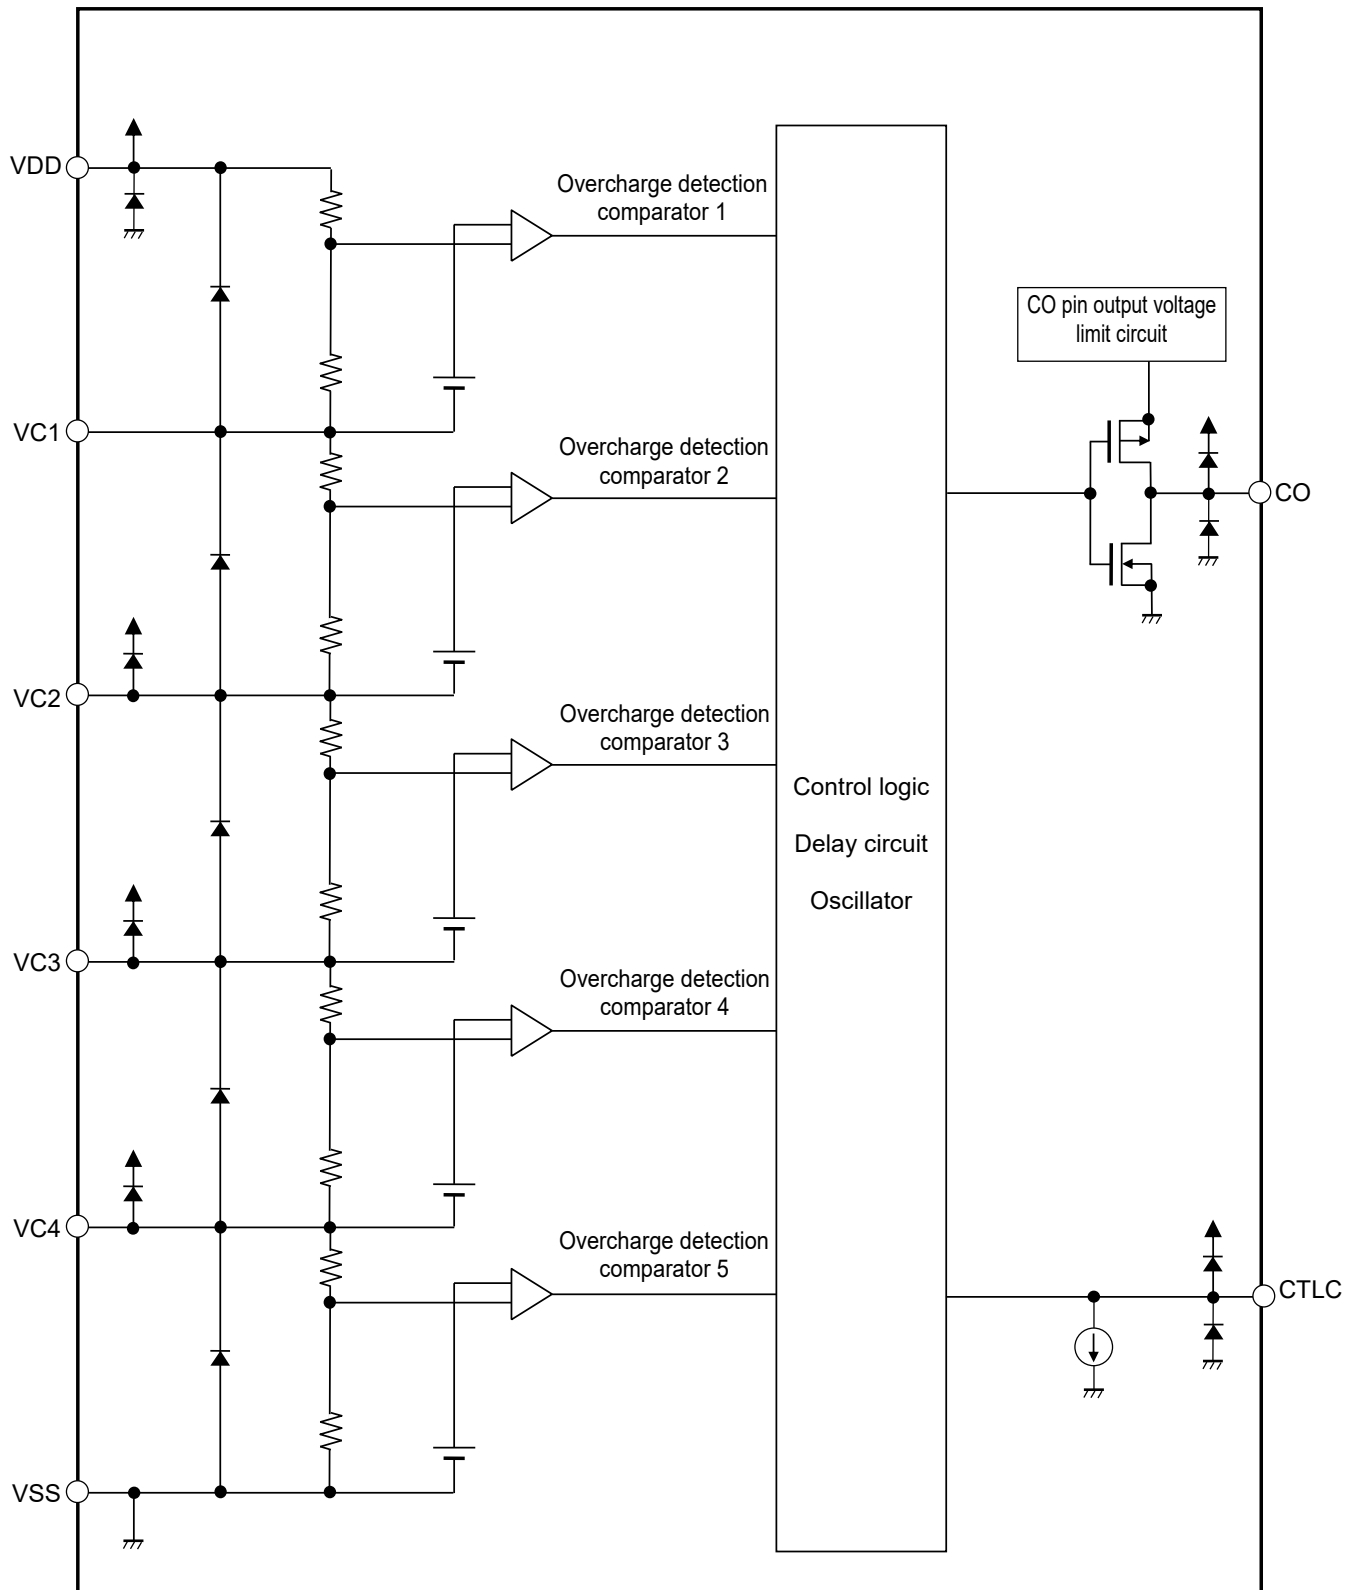 VDD
Overcharge detection
comparator 1
CO pin output voltage
limit circuit
VC1
Overcharge detection
comparator 2
CO
VC2
Overcharge detection
comparator 3
Control logic
Delay circuit
Oscillator
VC3
Overcharge detection
comparator 4
VC4
Overcharge detection
comparator 5
CTLC
VSS